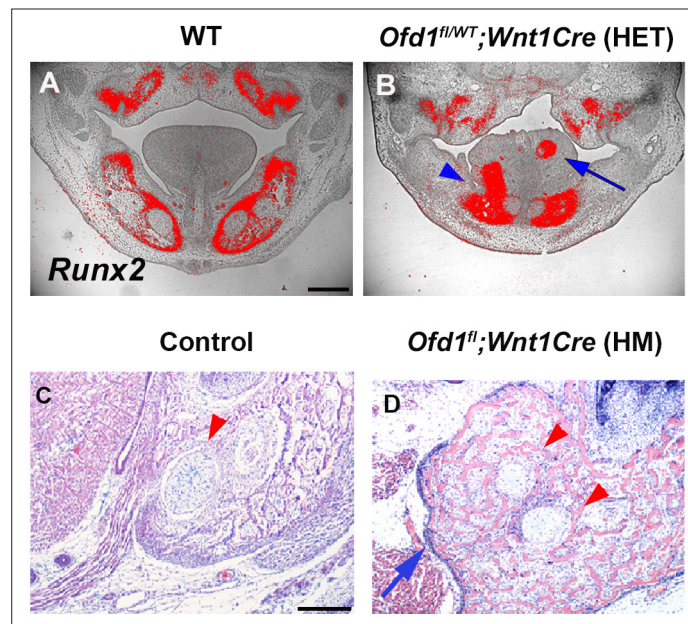 WT
Ofd1fl/WT;Wnt1Cre (HET)
A
B
Runx2
Control
Ofd1fl;Wnt1Cre (HM)
C
D